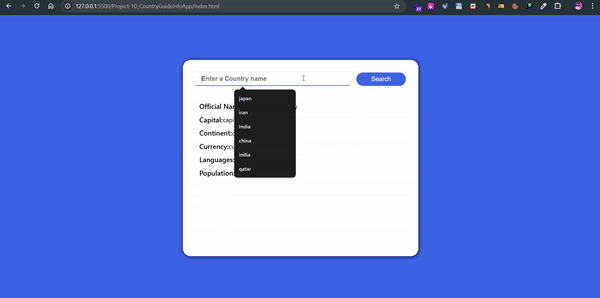 127.0.0.1:5500/Project-10_CountryGuideInfoApp/index.html
Enter a Country name
Search
japan
iran
India
china
india
qatar
Official Nam
Capital:capi
Continent:
Currency:cu
Languages:
Population: